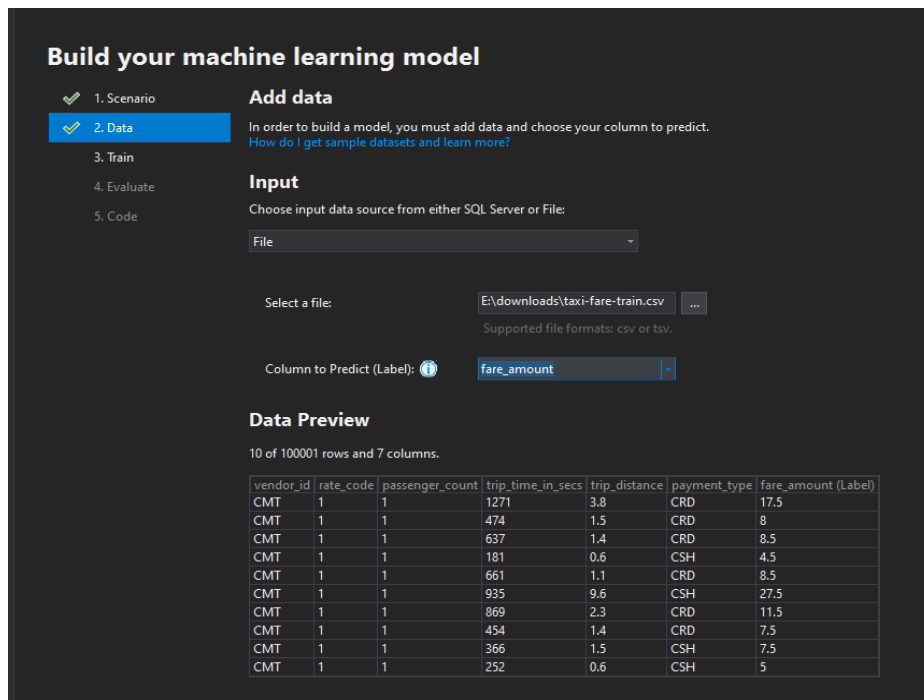 Build your machine learning model
1. Scenario
2. Data
3. Train
4. Evaluate
5. Code
Add data
In order to build a model, you must add data and choose your column to predict.
How do I get sample datasets and learn more?
Input
Choose input data source from either SQL Server or File:
File
Select a file: E:\downloads\taxi-fare-train.csv ...
Supported file formats: csv or tsv.
Column to Predict (Label): i fare_amount
Data Preview
10 of 100001 rows and 7 columns.
vendor_id rate_code passenger_count trip_time_in_secs trip_distance payment_type fare_amount (Label)
CMT 1 1 1271 3.8 CRD 17.5
CMT 1 1 474 1.5 CRD 8
CMT 1 1 637 1.4 CRD 8.5
CMT 1 1 181 0.6 CSH 4.5
CMT 1 1 661 1.1 CRD 8.5
CMT 1 1 935 9.6 CSH 27.5
CMT 1 1 869 2.3 CRD 11.5
CMT 1 1 454 1.4 CRD 7.5
CMT 1 1 366 1.5 CSH 7.5
CMT 1 1 252 0.6 CSH 5